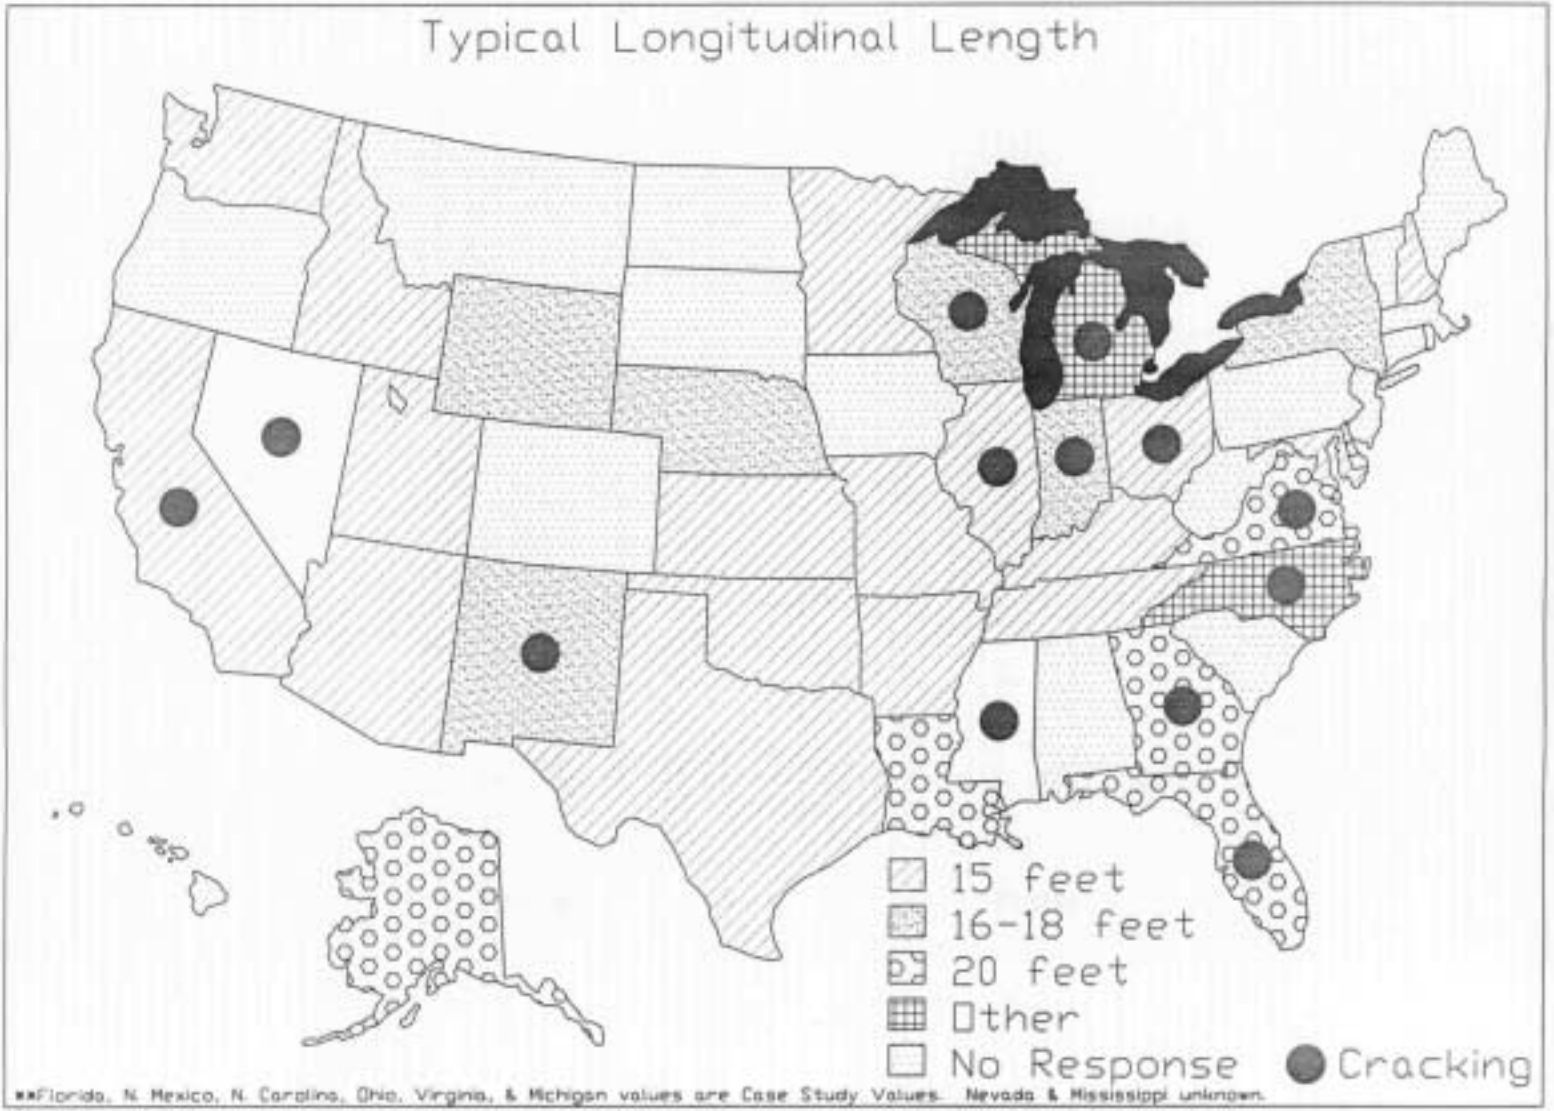 Typical Longitudinal Length
15 feet
16-18 feet
20 feet
Other
No Response
Cracking
**Florida, N. Mexico, N. Carolina, Ohio, Virginia, & Michigan values are Case Study Values. Nevada & Mississippi unknown.